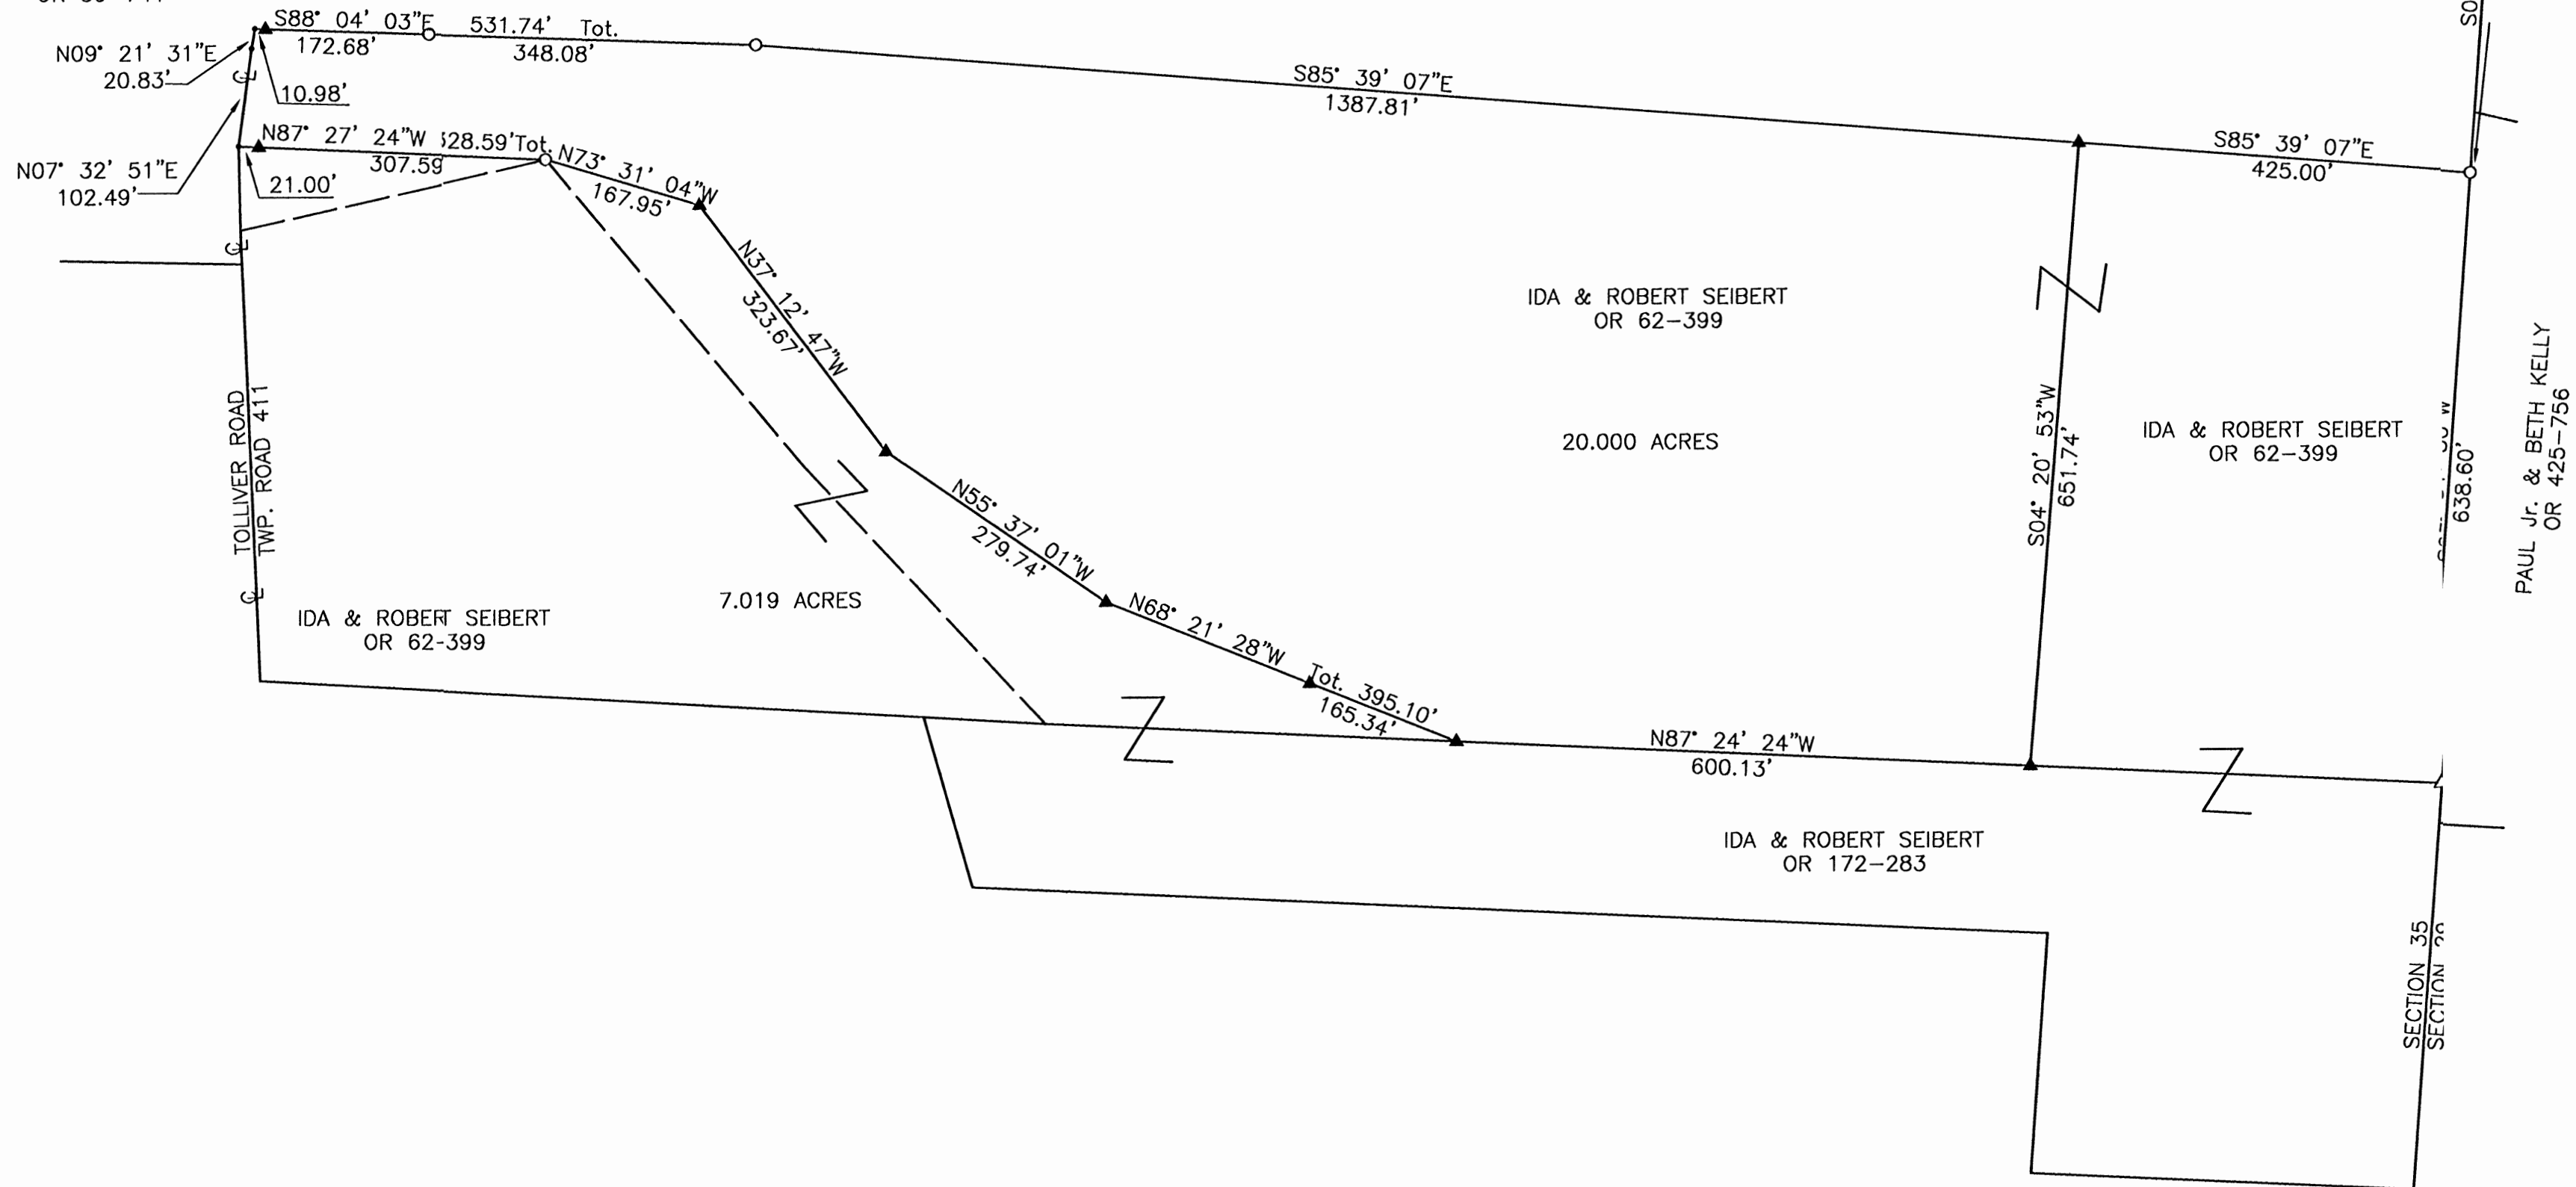 S88° 04' 03"E 531.74' Tot.
172.68' 348.08'
N09° 21' 31"E
20.83'
10.98'
S85° 39' 07"E
1387.81'
S85° 39' 07"E
425.00'
N87° 27' 24"W 28.59'Tot.
307.59
N07° 32' 51"E
102.49'
21.00'
N73° 31' 04"W
167.95'
N37° 12' 47"W
323.67'
IDA & ROBERT SEIBERT
OR 62-399
20.000 ACRES
S04° 20' 53"W
651.74'
IDA & ROBERT SEIBERT
OR 62-399
638.60'
PAUL Jr. & BETH KELLY
OR 425-756
TOLLIVER ROAD
TWP. ROAD 411
N55° 37' 01"W
279.74'
7.019 ACRES
IDA & ROBERT SEIBERT
OR 62-399
N68° 21' 28"W Tot. 395.10'
165.34'
N87° 24' 24"W
600.13'
IDA & ROBERT SEIBERT
OR 172-283
SECTION 35
SECTION